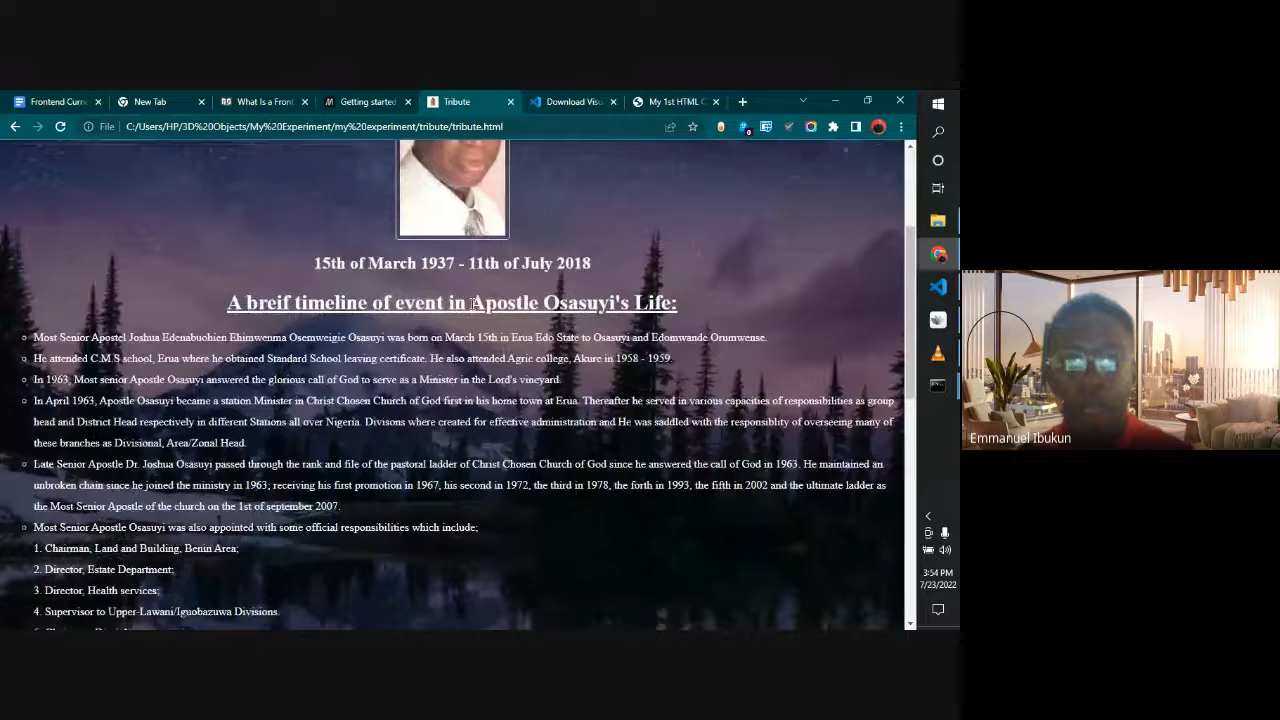 Frontend Curri
New Tab
What Is a Front
Getting started
Tribute
Download Visu
My 1st HTML C
File
C:/Users/HP/3D%20Objects/My%20Experiment/my%20experiment/tribute/tribute.html
15th of March 1937 - 11th of July 2018
A breif timeline of event in Apostle Osasuyi's Life:
Most Senior Apostel Joshua Edenabuohien Ehimwenma Osemweigie Osasuyi was born on March 15th in Erua Edo State to Osasuyi and Edomwande Orumwense.
He attended C.M.S school, Erua where he obtained Standard School leaving certificate. He also attended Agric college, Akure in 1958 - 1959.
In 1963, Most senior Apostle Osasuyi answered the glorious call of God to serve as a Minister in the Lord's vineyard.
In April 1963, Apostle Osasuyi became a station Minister in Christ Chosen Church of God first in his home town at Erua. Thereafter he served in various capacities of responsibilities as group
head and District Head respectively in different Stations all over Nigeria. Divisons where created for effective administration and He was saddled with the responsiblity of overseeing many of
these branches as Divisional, Area/Zonal Head.
Late Senior Apostle Dr. Joshua Osasuyi passed through the rank and file of the pastoral ladder of Christ Chosen Church of God since he answered the call of God in 1963. He maintained an
unbroken chain since he joined the ministry in 1963; receiving his first promotion in 1967, his second in 1972, the third in 1978, the forth in 1993, the fifth in 2002 and the ultimate ladder as
the Most Senior Apostle of the church on the 1st of september 2007.
Most Senior Apostle Osasuyi was also appointed with some official responsibilities which include;
1. Chairman, Land and Building, Benin Area;
2. Director, Estate Department;
3. Director, Health services;
4. Supervisor to Upper-Lawani/Iguobazuwa Divisions.
3:54 PM
7/23/2022
Emmanuel Ibukun